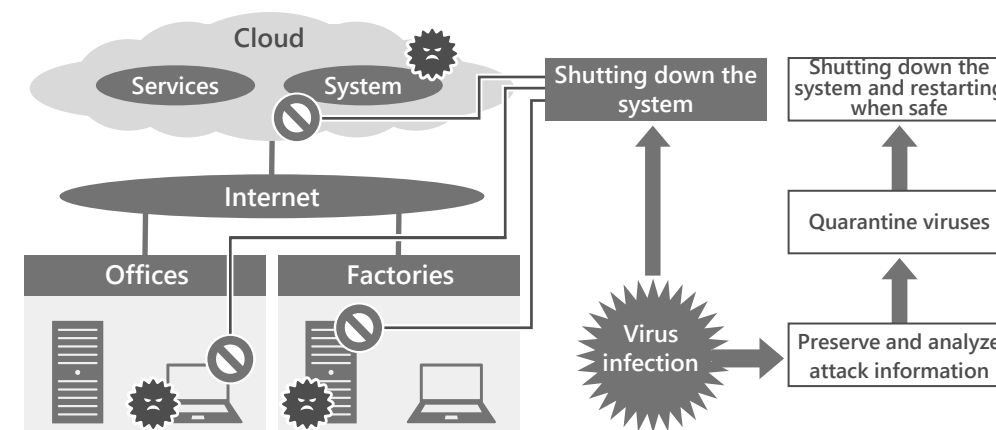 Cloud
Services
System
Internet
Offices
Factories
Shutting down the
system
Virus
infection
Shutting down the
system and restarting
when safe
Quarantine viruses
Preserve and analyze
attack information